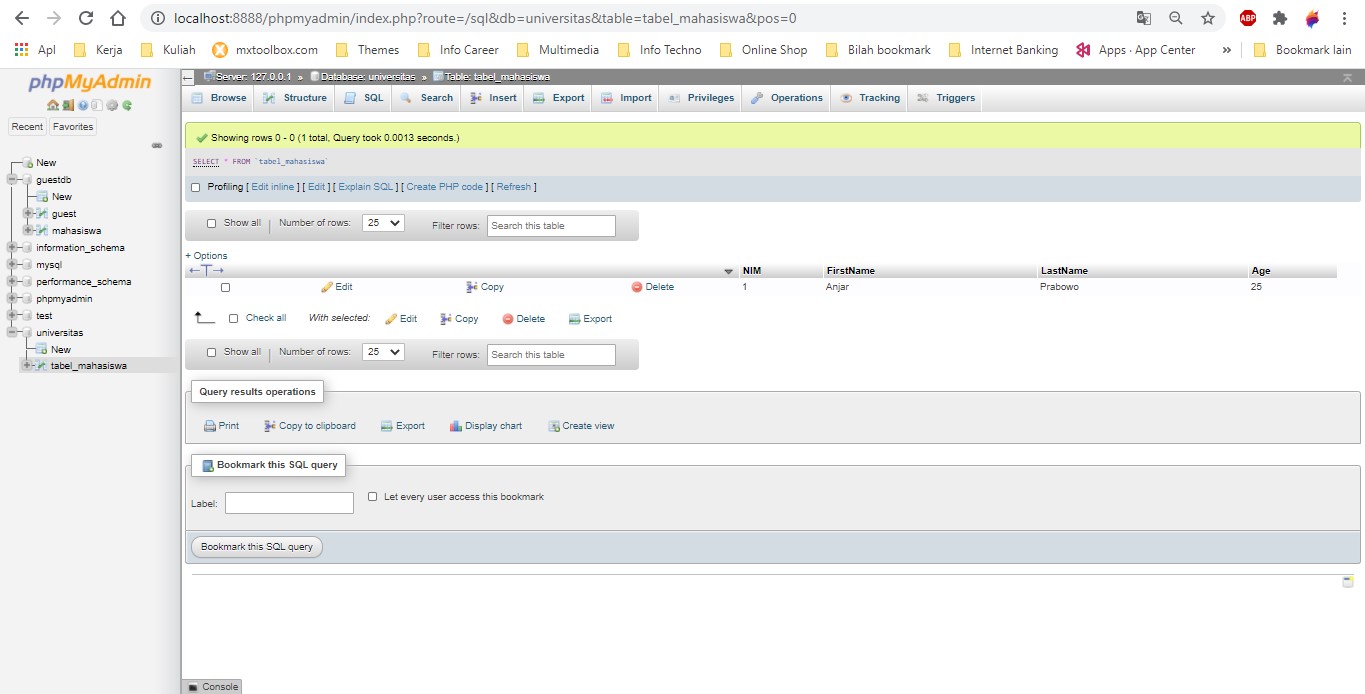 localhost:8888/phpmyadmin/index.php?route=/sql&db=universitas&table=tabel_mahasiswa&pos=0
ABP
Apl Kerja Kuliah mxtoolbox.com Themes Info Career Multimedia Info Techno Online Shop Bilah bookmark Internet Banking Apps · App Center » Bookmark lain
phpMyAdmin
Recent Favorites
New
guestdb
New
guest
mahasiswa
information_schema
mysql
performance_schema
phpmyadmin
test
universitas
New
tabel_mahasiswa
Server: 127.0.0.1 » Database: universitas » Table: tabel_mahasiswa
Browse Structure SQL Search Insert Export Import Privileges Operations Tracking Triggers
Showing rows 0 - 0 (1 total, Query took 0.0013 seconds.)
SELECT * FROM `tabel_mahasiswa`
Profiling [ Edit inline ] [ Edit ] [ Explain SQL ] [ Create PHP code ] [ Refresh ]
Show all | Number of rows: 25 Filter rows: Search this table
+ Options
←T→ NIM FirstName LastName Age
Edit Copy Delete 1 Anjar Prabowo 25
Check all With selected: Edit Copy Delete Export
Show all | Number of rows: 25 Filter rows: Search this table
Query results operations
Print Copy to clipboard Export Display chart Create view
Bookmark this SQL query
Label: Let every user access this bookmark
Bookmark this SQL query
Console